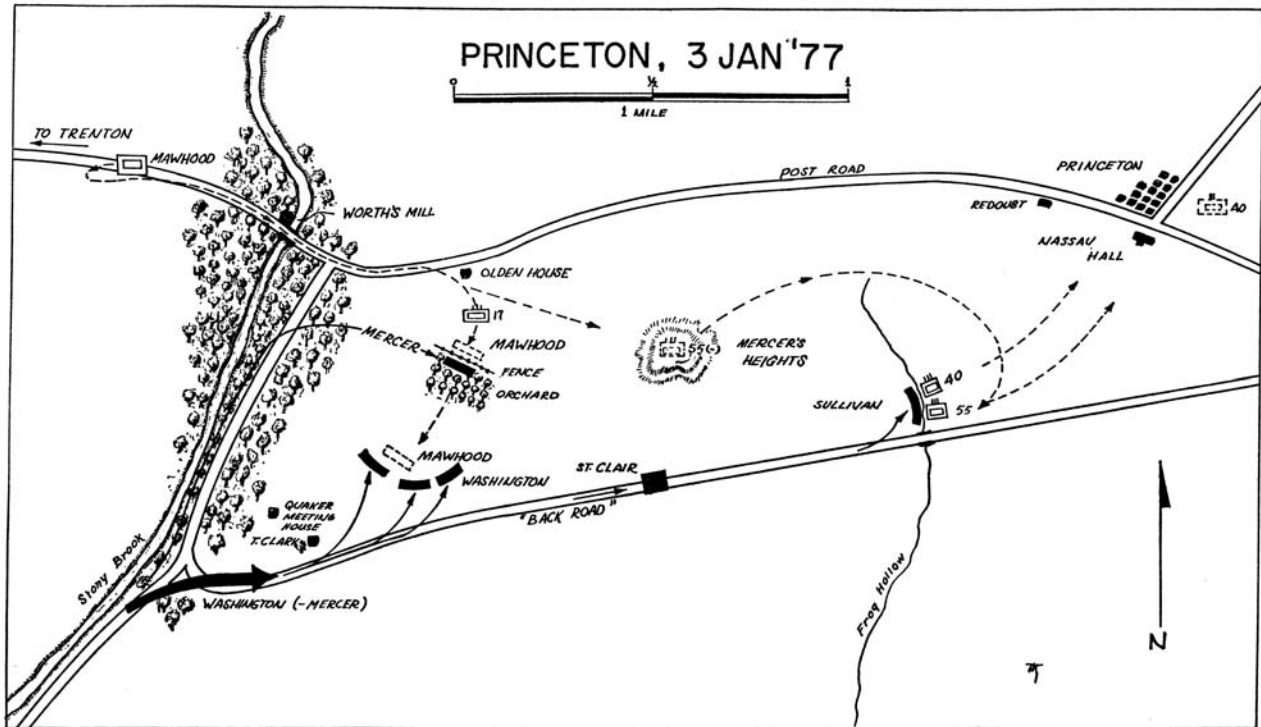 PRINCETON, 3 JAN '77
0 ½ 1
1 MILE
TO TRENTON
MAWHOOD
WORTH'S MILL
POST ROAD
PRINCETON
REDOUBT
40
NASSAU
HALL
OLDEN HOUSE
17
MERCER
MAWHOOD
FENCE
ORCHARD
55
MERCER'S
HEIGHTS
40
SULLIVAN
55
MAWHOOD
WASHINGTON
ST. CLAIR
"BACK ROAD"
QUAKER
MEETING
HOUSE
T. CLARK
Stony Brook
WASHINGTON (-MERCER)
Frog Hollow
N